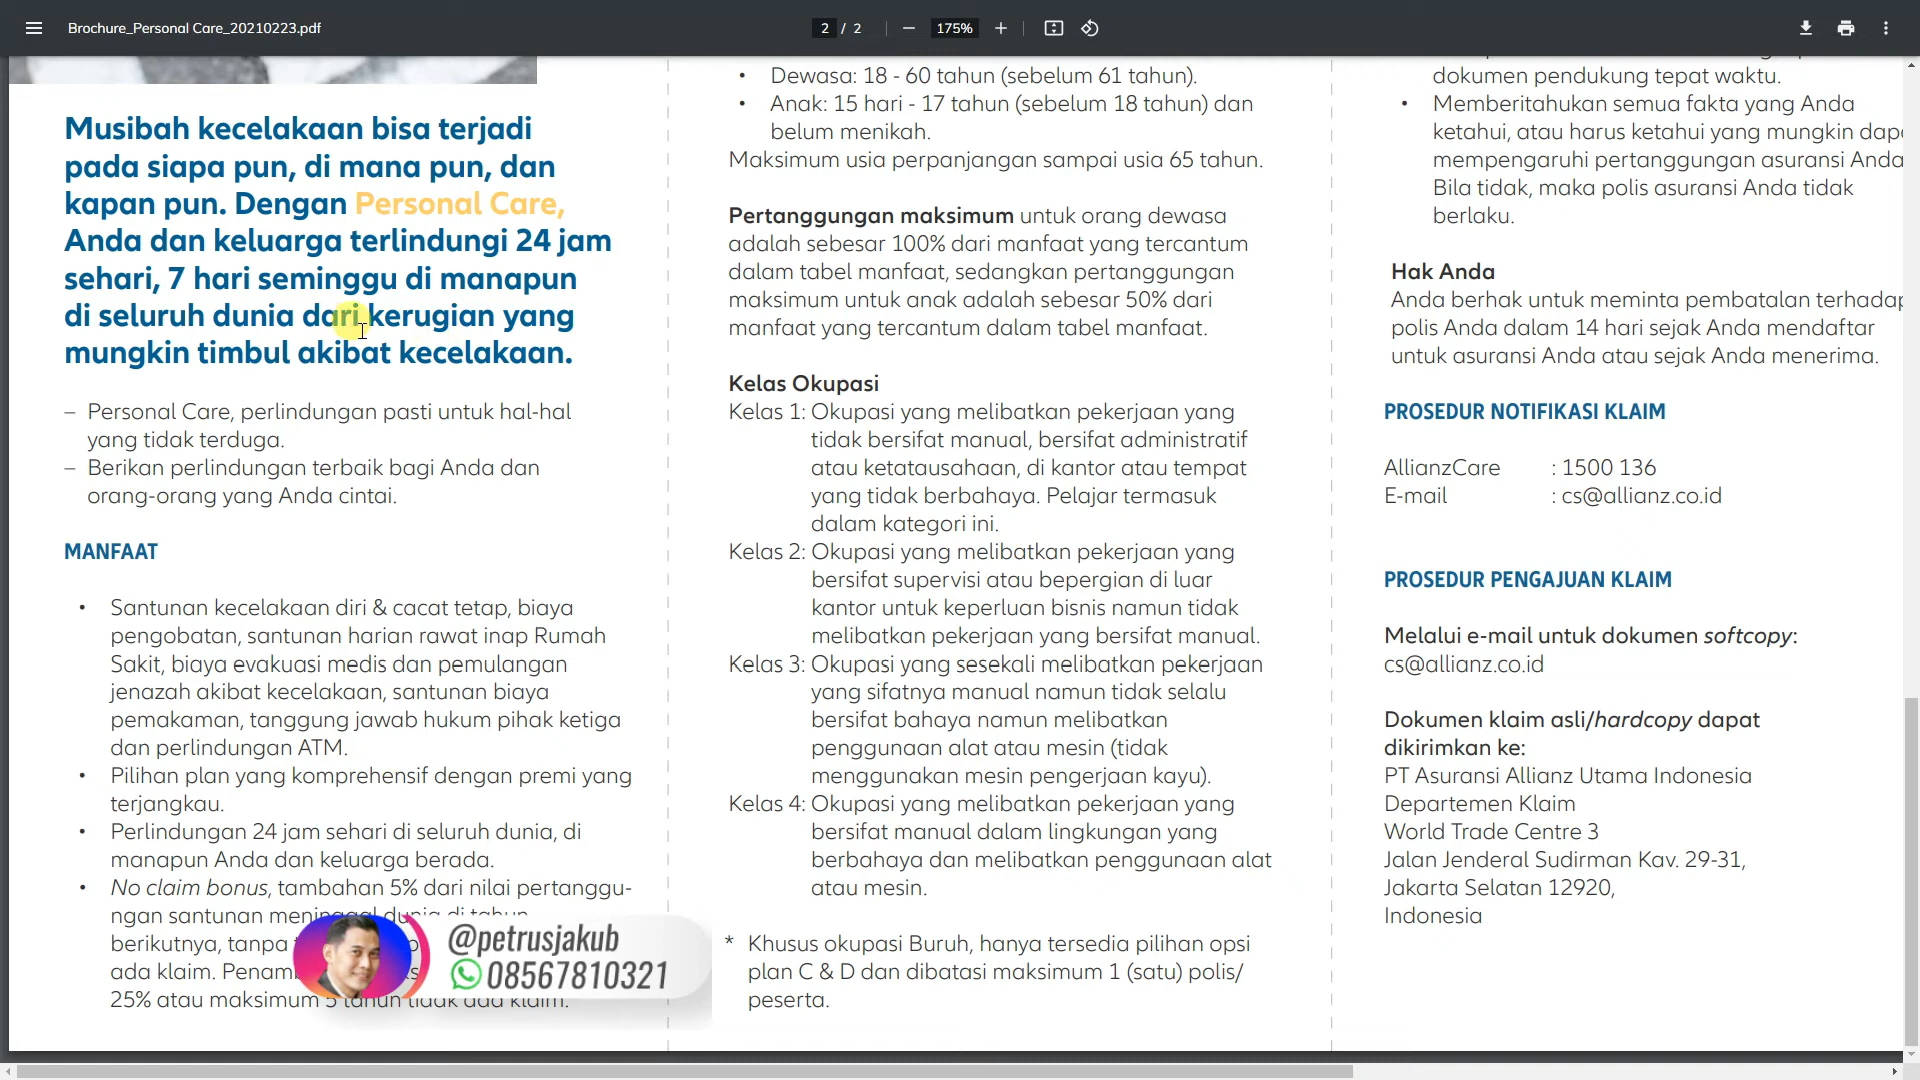 Brochure_Personal Care_20210223.pdf
2 / 2
175%
Musibah kecelakaan bisa terjadi
pada siapa pun, di mana pun, dan
kapan pun. Dengan Personal Care,
Anda dan keluarga terlindungi 24 jam
sehari, 7 hari seminggu di manapun
di seluruh dunia dari kerugian yang
mungkin timbul akibat kecelakaan.
– Personal Care, perlindungan pasti untuk hal-hal
yang tidak terduga.
– Berikan perlindungan terbaik bagi Anda dan
orang-orang yang Anda cintai.
MANFAAT
• Santunan kecelakaan diri & cacat tetap, biaya
pengobatan, santunan harian rawat inap Rumah
Sakit, biaya evakuasi medis dan pemulangan
jenazah akibat kecelakaan, santunan biaya
pemakaman, tanggung jawab hukum pihak ketiga
dan perlindungan ATM.
• Pilihan plan yang komprehensif dengan premi yang
terjangkau.
• Perlindungan 24 jam sehari di seluruh dunia, di
manapun Anda dan keluarga berada.
• No claim bonus, tambahan 5% dari nilai pertanggu-
ngan santunan meninggal dunia di tahun
berikutnya, tanpa
ada klaim.
25% atau maksimum 5 tahun tidak ada klaim.
@petrusjakub
08567810321
• Dewasa: 18 - 60 tahun (sebelum 61 tahun).
• Anak: 15 hari - 17 tahun (sebelum 18 tahun) dan
belum menikah.
Maksimum usia perpanjangan sampai usia 65 tahun.
Pertanggungan maksimum untuk orang dewasa
adalah sebesar 100% dari manfaat yang tercantum
dalam tabel manfaat, sedangkan pertanggungan
maksimum untuk anak adalah sebesar 50% dari
manfaat yang tercantum dalam tabel manfaat.
Kelas Okupasi
Kelas 1: Okupasi yang melibatkan pekerjaan yang
tidak bersifat manual, bersifat administratif
atau ketatausahaan, di kantor atau tempat
yang tidak berbahaya. Pelajar termasuk
dalam kategori ini.
Kelas 2: Okupasi yang melibatkan pekerjaan yang
bersifat supervisi atau bepergian di luar
kantor untuk keperluan bisnis namun tidak
melibatkan pekerjaan yang bersifat manual.
Kelas 3: Okupasi yang sesekali melibatkan pekerjaan
yang sifatnya manual namun tidak selalu
bersifat bahaya namun melibatkan
penggunaan alat atau mesin (tidak
menggunakan mesin pengerjaan kayu).
Kelas 4: Okupasi yang melibatkan pekerjaan yang
bersifat manual dalam lingkungan yang
berbahaya dan melibatkan penggunaan alat
atau mesin.
* Khusus okupasi Buruh, hanya tersedia pilihan opsi
plan C & D dan dibatasi maksimum 1 (satu) polis/
peserta.
dokumen pendukung tepat waktu.
• Memberitahukan semua fakta yang Anda
ketahui, atau harus ketahui yang mungkin dap
mempengaruhi pertanggungan asuransi Anda
Bila tidak, maka polis asuransi Anda tidak
berlaku.
Hak Anda
Anda berhak untuk meminta pembatalan terhadap
polis Anda dalam 14 hari sejak Anda mendaftar
untuk asuransi Anda atau sejak Anda menerima.
PROSEDUR NOTIFIKASI KLAIM
AllianzCare : 1500 136
E-mail : cs@allianz.co.id
PROSEDUR PENGAJUAN KLAIM
Melalui e-mail untuk dokumen softcopy:
cs@allianz.co.id
Dokumen klaim asli/hardcopy dapat
dikirimkan ke:
PT Asuransi Allianz Utama Indonesia
Departemen Klaim
World Trade Centre 3
Jalan Jenderal Sudirman Kav. 29-31,
Jakarta Selatan 12920,
Indonesia